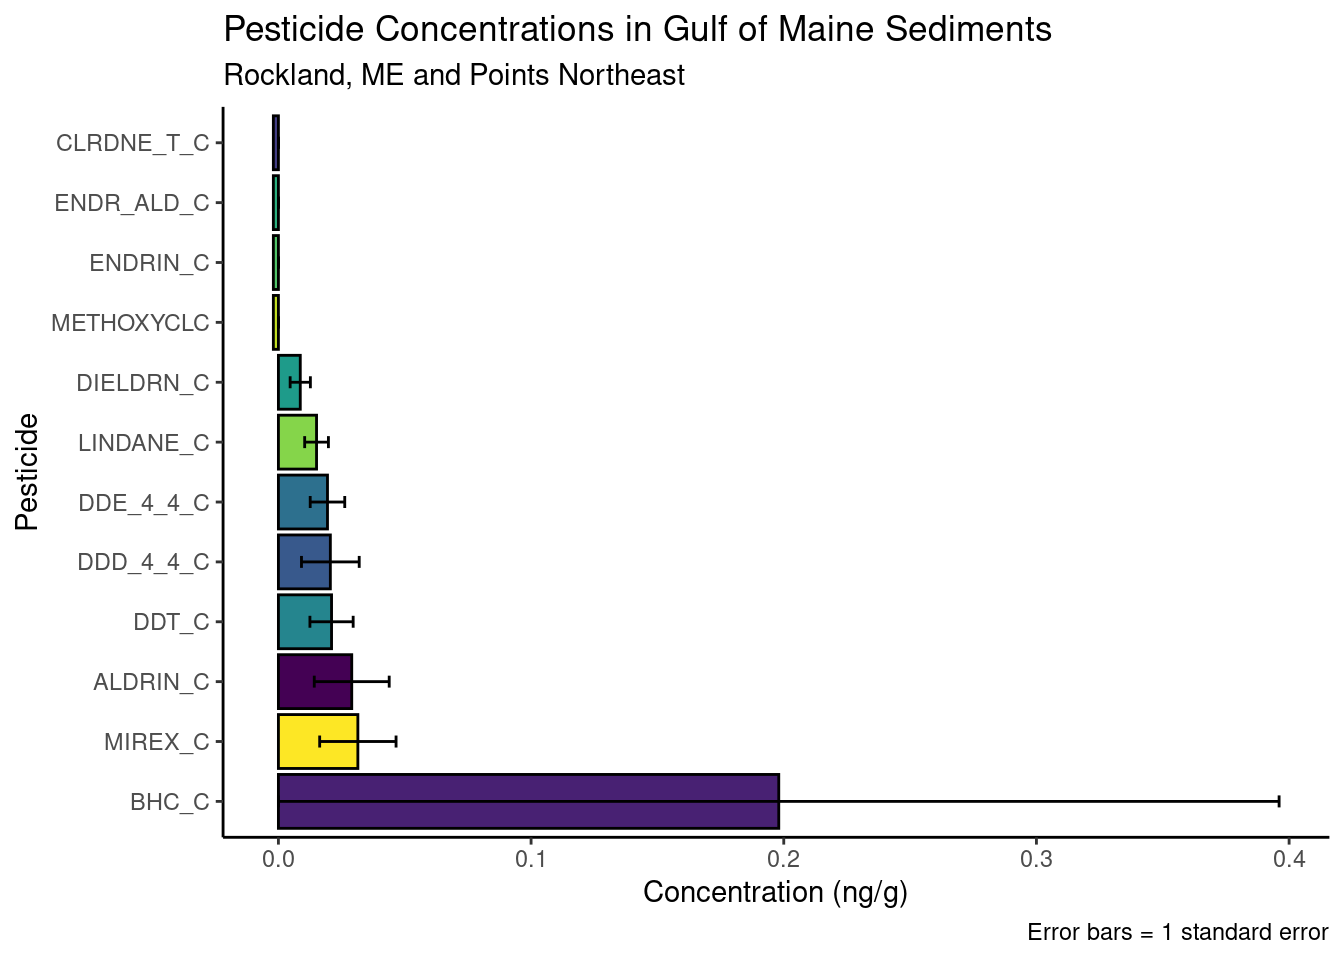 Pesticide Concentrations in Gulf of Maine Sediments
Rockland, ME and Points Northeast
CLRDNE_T_C
ENDR_ALD_C
ENDRIN_C
METHOXYCLC
DIELDRN_C
LINDANE_C
DDE_4_4_C
DDD_4_4_C
DDT_C
ALDRIN_C
MIREX_C
BHC_C
Pesticide
0.0 0.1 0.2 0.3 0.4
Concentration (ng/g)
Error bars = 1 standard error